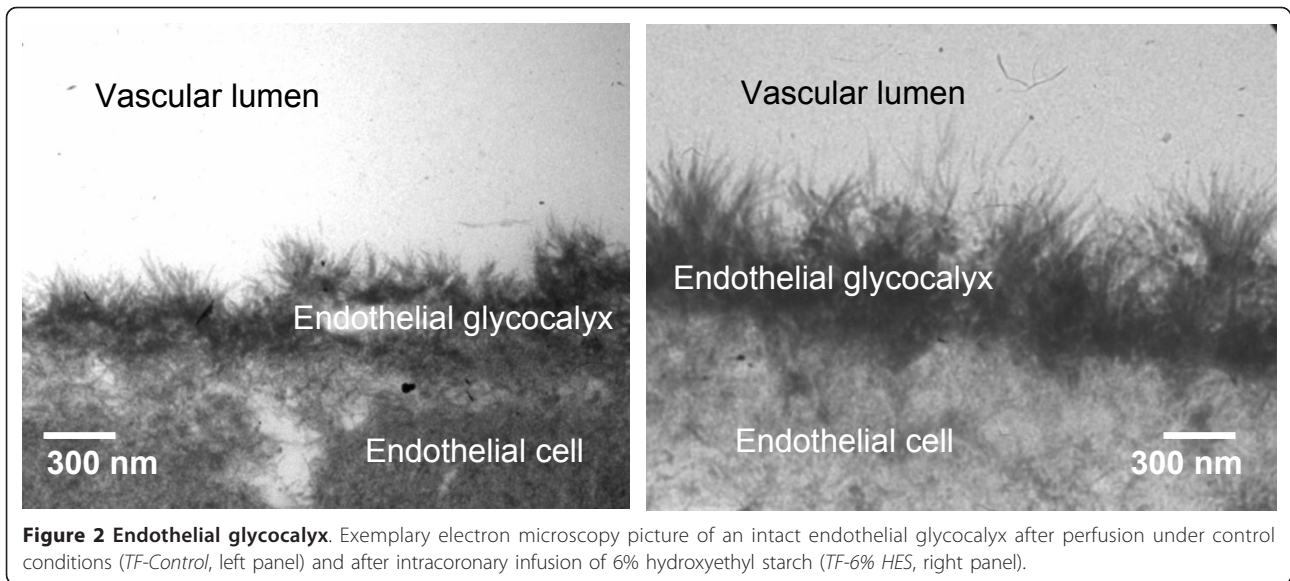 Vascular lumen
Endothelial glycocalyx
Endothelial cell
300 nm
Vascular lumen
Endothelial glycocalyx
Endothelial cell
300 nm
Figure 2 Endothelial glycocalyx. Exemplary electron microscopy picture of an intact endothelial glycocalyx after perfusion under control
conditions (TF-Control, left panel) and after intracoronary infusion of 6% hydroxyethyl starch (TF-6% HES, right panel).